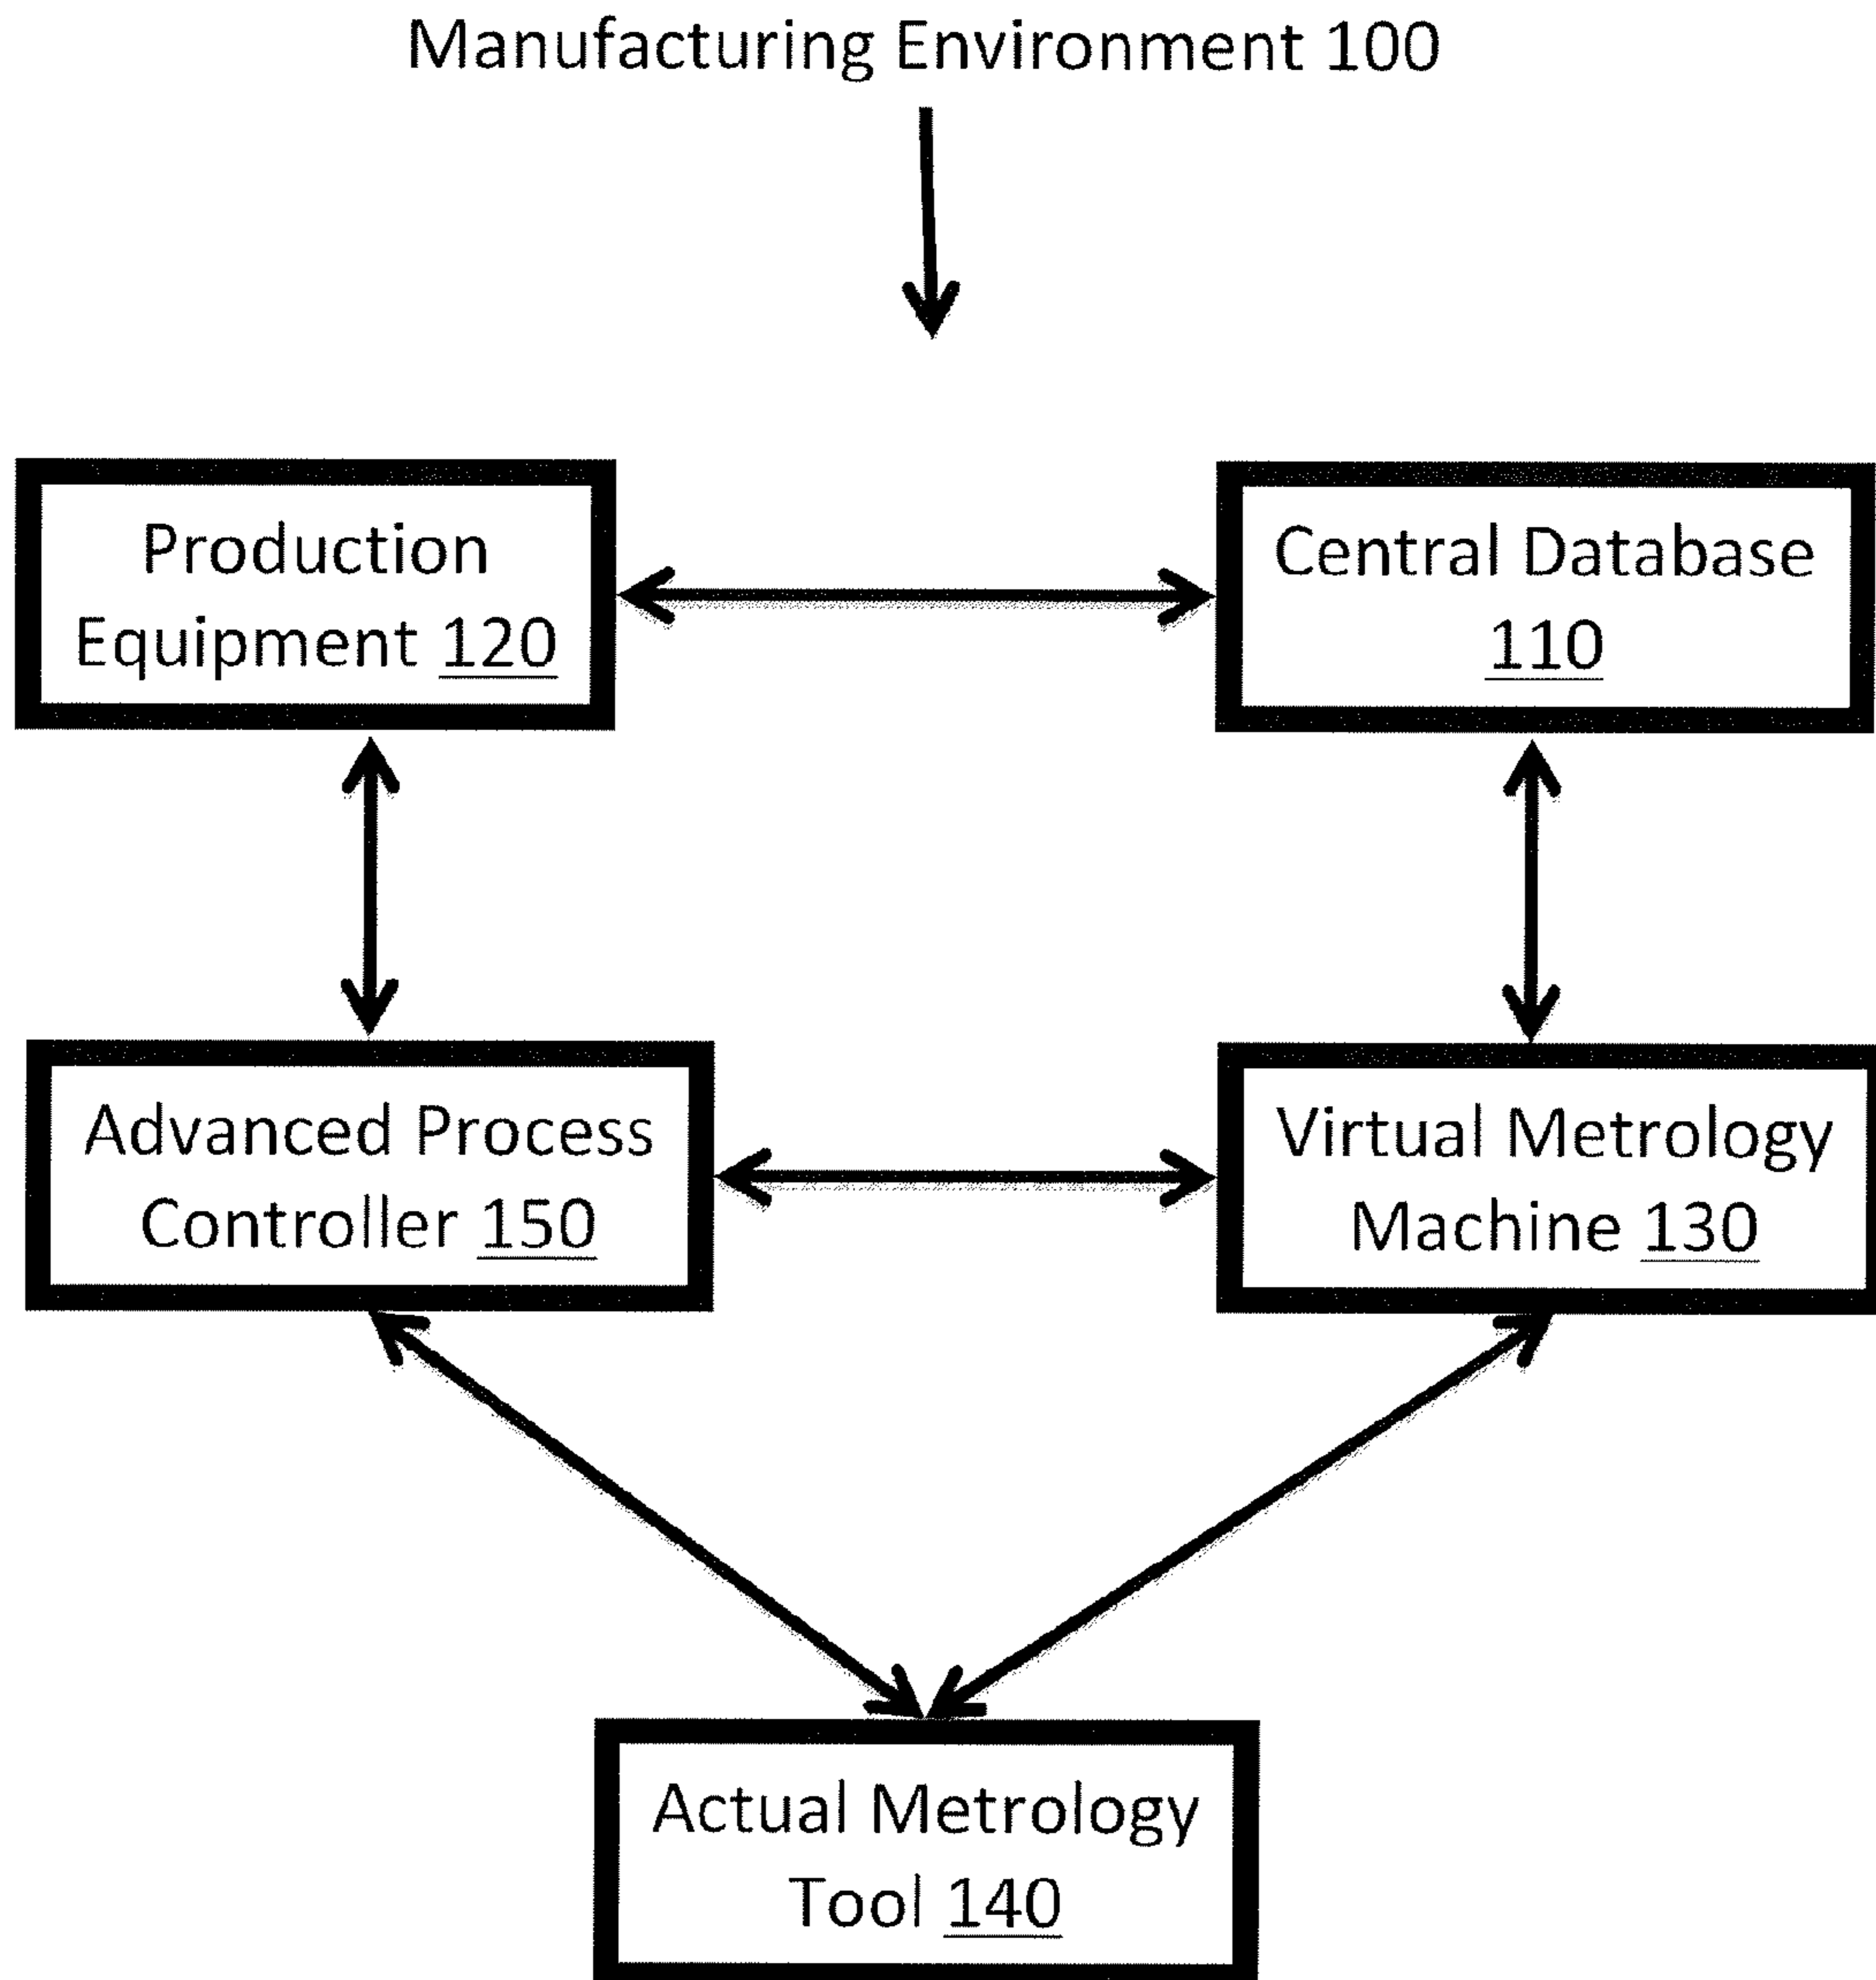 Manufacturing Environment 100
Production
Equipment 120
Central Database
110
Advanced Process
Controller 150
Virtual Metrology
Machine 130
Actual Metrology
Tool 140